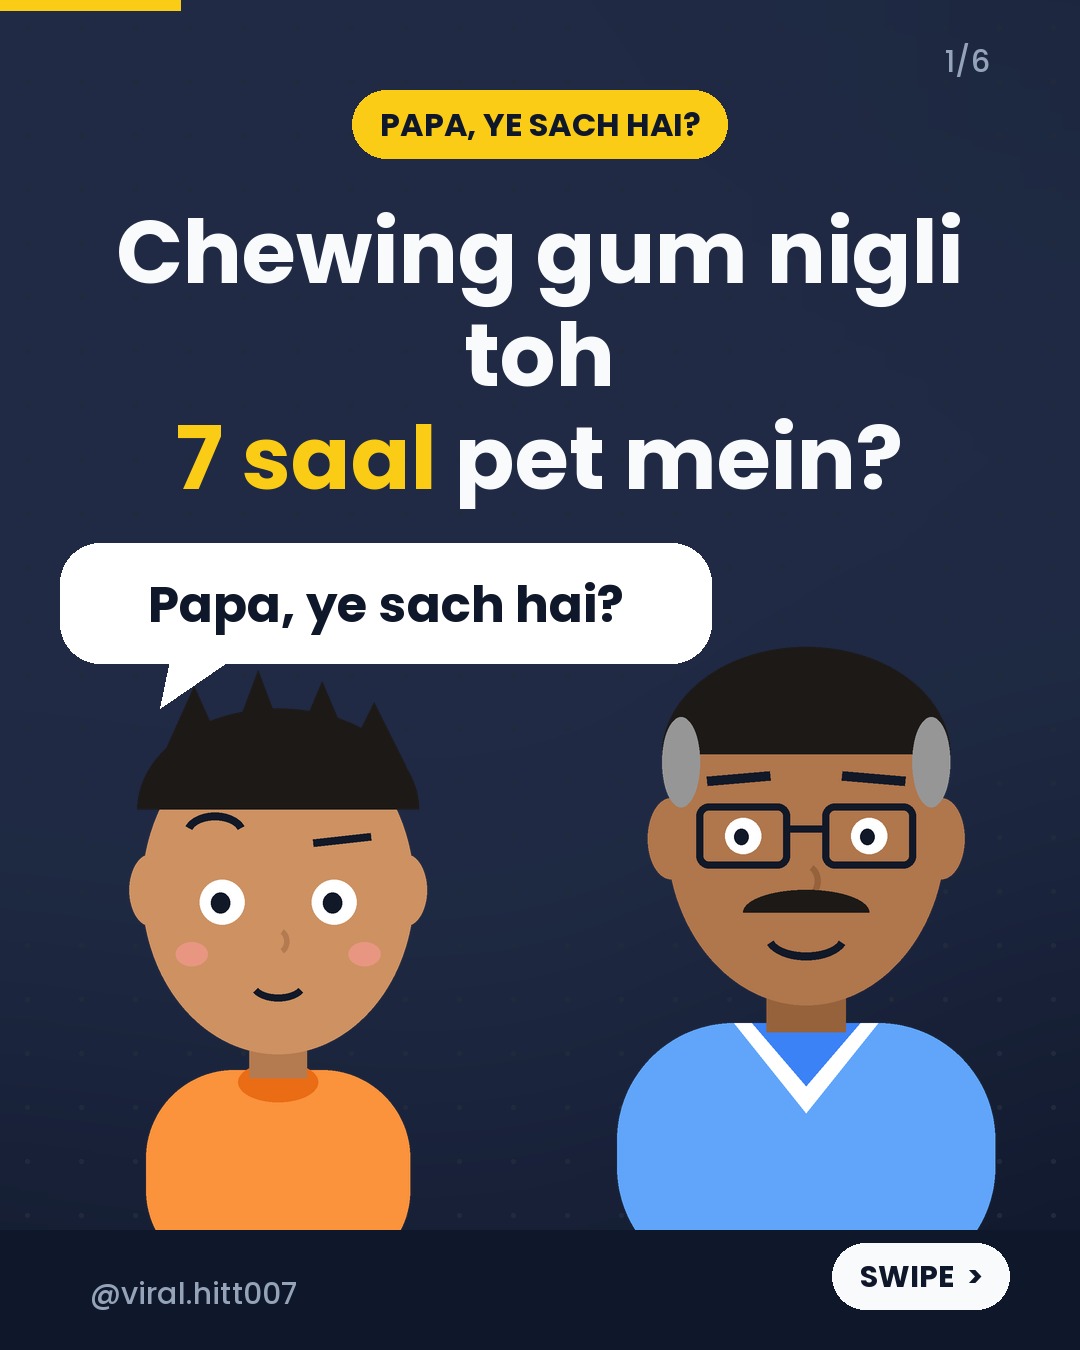 1/6
PAPA, YE SACH HAI?
Chewing gum nigli
toh
7 saal pet mein?
Papa, ye sach hai?
@viral.hitt007
SWIPE >